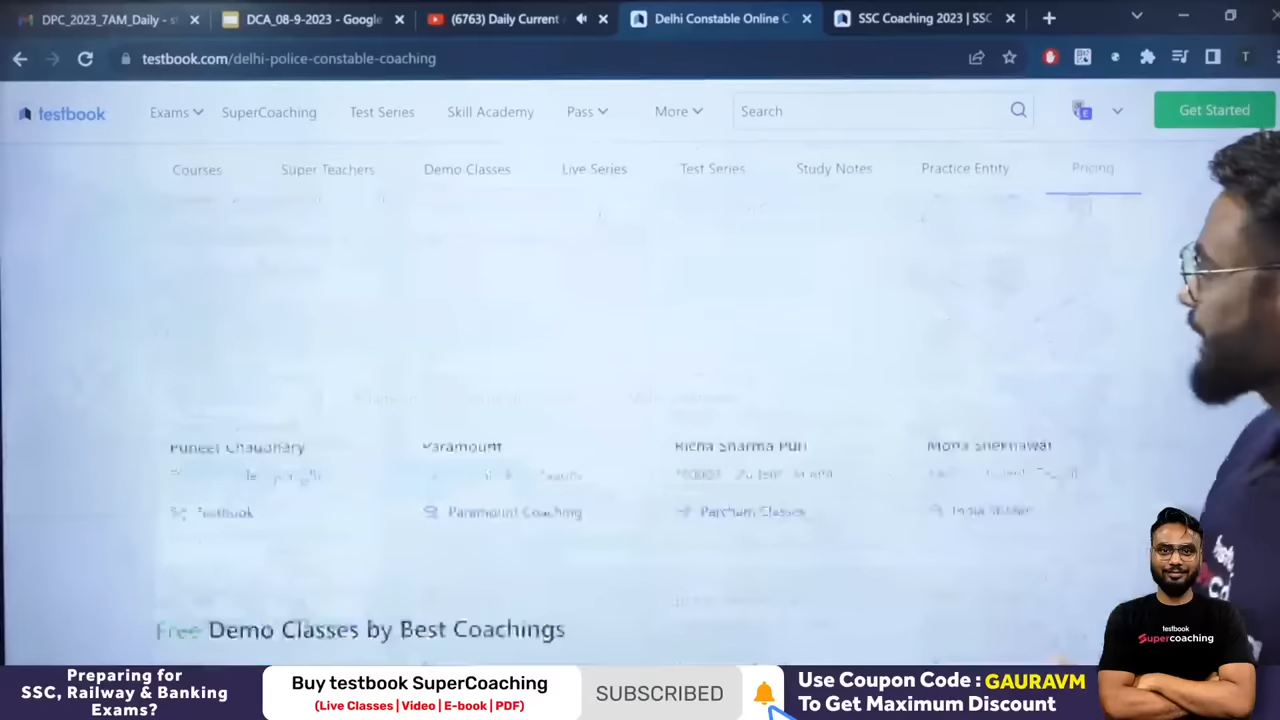 DPC_2023_7AM_Daily - s
DCA_08-9-2023 - Google
(6763) Daily Current
Delhi Constable Online C
SSC Coaching 2023 | SSC
testbook.com/delhi-police-constable-coaching
T
testbook
Exams
SuperCoaching
Test Series
Skill Academy
Pass
More
Search
E
Get Started
Courses
Super Teachers
Demo Classes
Live Series
Test Series
Study Notes
Practice Entity
Pricing
Puneet Chaudhary
Paramount
Richa Sharma Puri
Mona Shekhawat
Testbook
Paramount Coaching
Parchum Classes
Free Demo Classes by Best Coachings
testbook
Supercoaching
Preparing for
SSC, Railway & Banking
Exams?
Buy testbook SuperCoaching
(Live Classes | Video | E-book | PDF)
SUBSCRIBED
Use Coupon Code : GAURAVM
To Get Maximum Discount